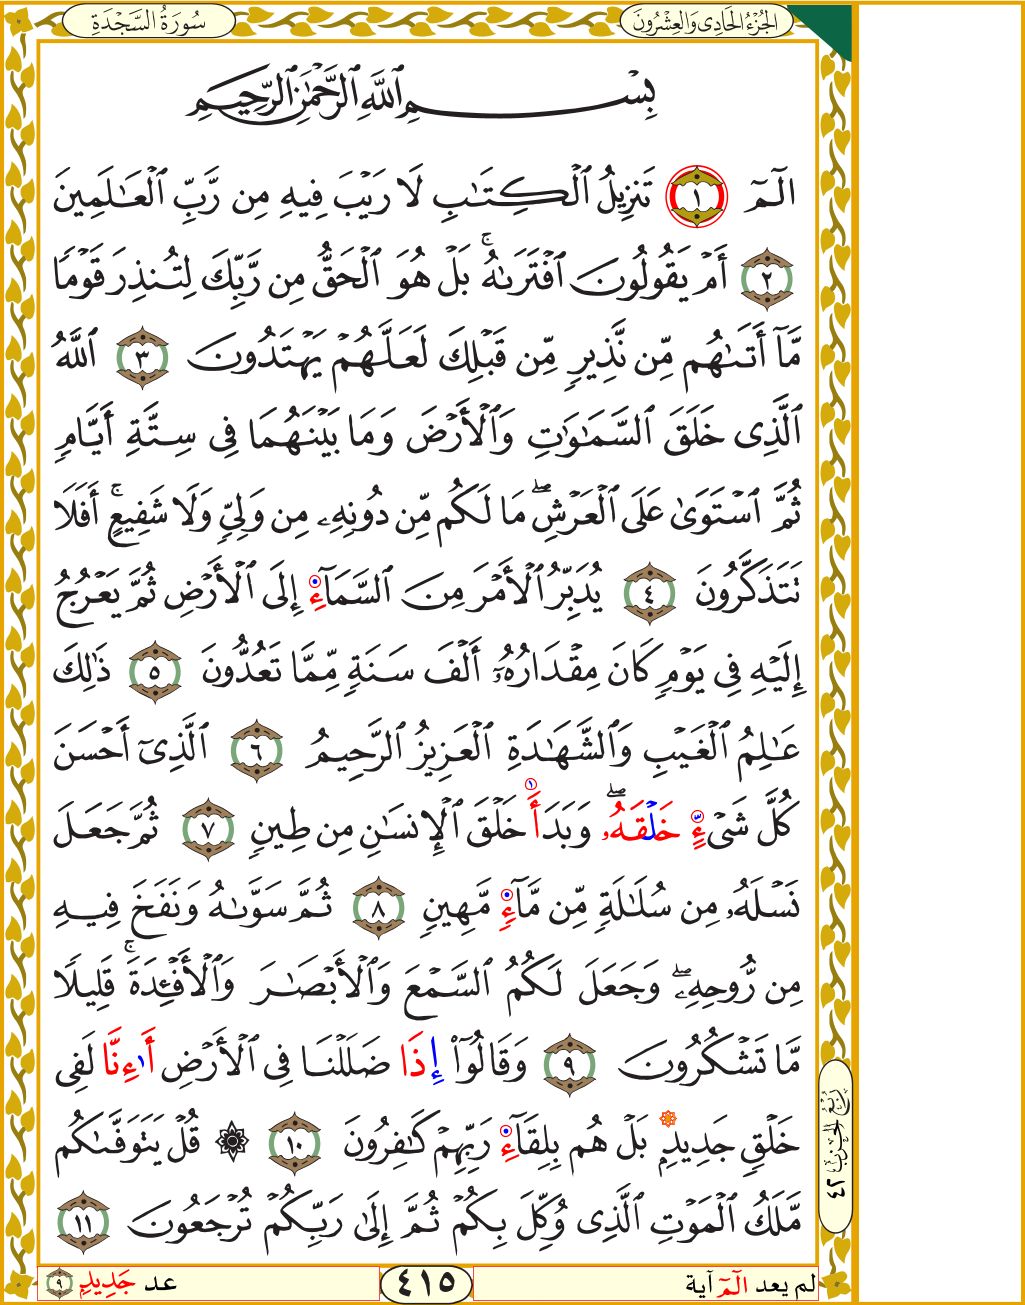 سُورَةُ السَّجْدَةِ
الجُزْءُ الحَادِى وَالعِشْرُونَ
بِسْمِ ٱللَّهِ ٱلرَّحْمَٰنِ ٱلرَّحِيمِ
الٓمٓ ١ تَنزِيلُ ٱلْكِتَٰبِ لَا رَيْبَ فِيهِ مِن رَّبِّ ٱلْعَٰلَمِينَ
٢ أَمْ يَقُولُونَ ٱفْتَرَىٰهُۚ بَلْ هُوَ ٱلْحَقُّ مِن رَّبِّكَ لِتُنذِرَ قَوْمًا
مَّآ أَتَىٰهُم مِّن نَّذِيرٍ مِّن قَبْلِكَ لَعَلَّهُمْ يَهْتَدُونَ ٣ ٱللَّهُ
ٱلَّذِى خَلَقَ ٱلسَّمَٰوَٰتِ وَٱلْأَرْضَ وَمَا بَيْنَهُمَا فِى سِتَّةِ أَيَّامٍ
ثُمَّ ٱسْتَوَىٰ عَلَى ٱلْعَرْشِۖ مَا لَكُم مِّن دُونِهِۦ مِن وَلِىٍّ وَلَا شَفِيعٍۚ أَفَلَا
تَتَذَكَّرُونَ ٤ يُدَبِّرُ ٱلْأَمْرَ مِنَ ٱلسَّمَآءِ إِلَى ٱلْأَرْضِ ثُمَّ يَعْرُجُ
إِلَيْهِ فِى يَوْمٍ كَانَ مِقْدَارُهُۥٓ أَلْفَ سَنَةٍ مِّمَّا تَعُدُّونَ ٥ ذَٰلِكَ
عَٰلِمُ ٱلْغَيْبِ وَٱلشَّهَٰدَةِ ٱلْعَزِيزُ ٱلرَّحِيمُ ٦ ٱلَّذِىٓ أَحْسَنَ
كُلَّ شَىْءٍ خَلْقَهُۥۖ وَبَدَأَ خَلْقَ ٱلْإِنسَٰنِ مِن طِينٍ ٧ ثُمَّ جَعَلَ
نَسْلَهُۥ مِن سُلَٰلَةٍ مِّن مَّآءٍ مَّهِينٍ ٨ ثُمَّ سَوَّىٰهُ وَنَفَخَ فِيهِ
مِن رُّوحِهِۦۖ وَجَعَلَ لَكُمُ ٱلسَّمْعَ وَٱلْأَبْصَٰرَ وَٱلْأَفْـِٔدَةَۚ قَلِيلًا
مَّا تَشْكُرُونَ ٩ وَقَالُوٓا۟ إِذَا ضَلَلْنَا فِى ٱلْأَرْضِ أَٰءِنَّا لَفِى
خَلْقٍ جَدِيدٍ بَلْ هُم بِلِقَآءِ رَبِّهِمْ كَٰفِرُونَ ١٠ ۞ قُلْ يَتَوَفَّىٰكُم
مَّلَكُ ٱلْمَوْتِ ٱلَّذِى وُكِّلَ بِكُمْ ثُمَّ إِلَىٰ رَبِّكُمْ تُرْجَعُونَ ١١
رُبُعُ الحِزْبِ ٤٢
لم يعد الٓمٓ آية
٤١٥
عد جَدِيدٍ ٩